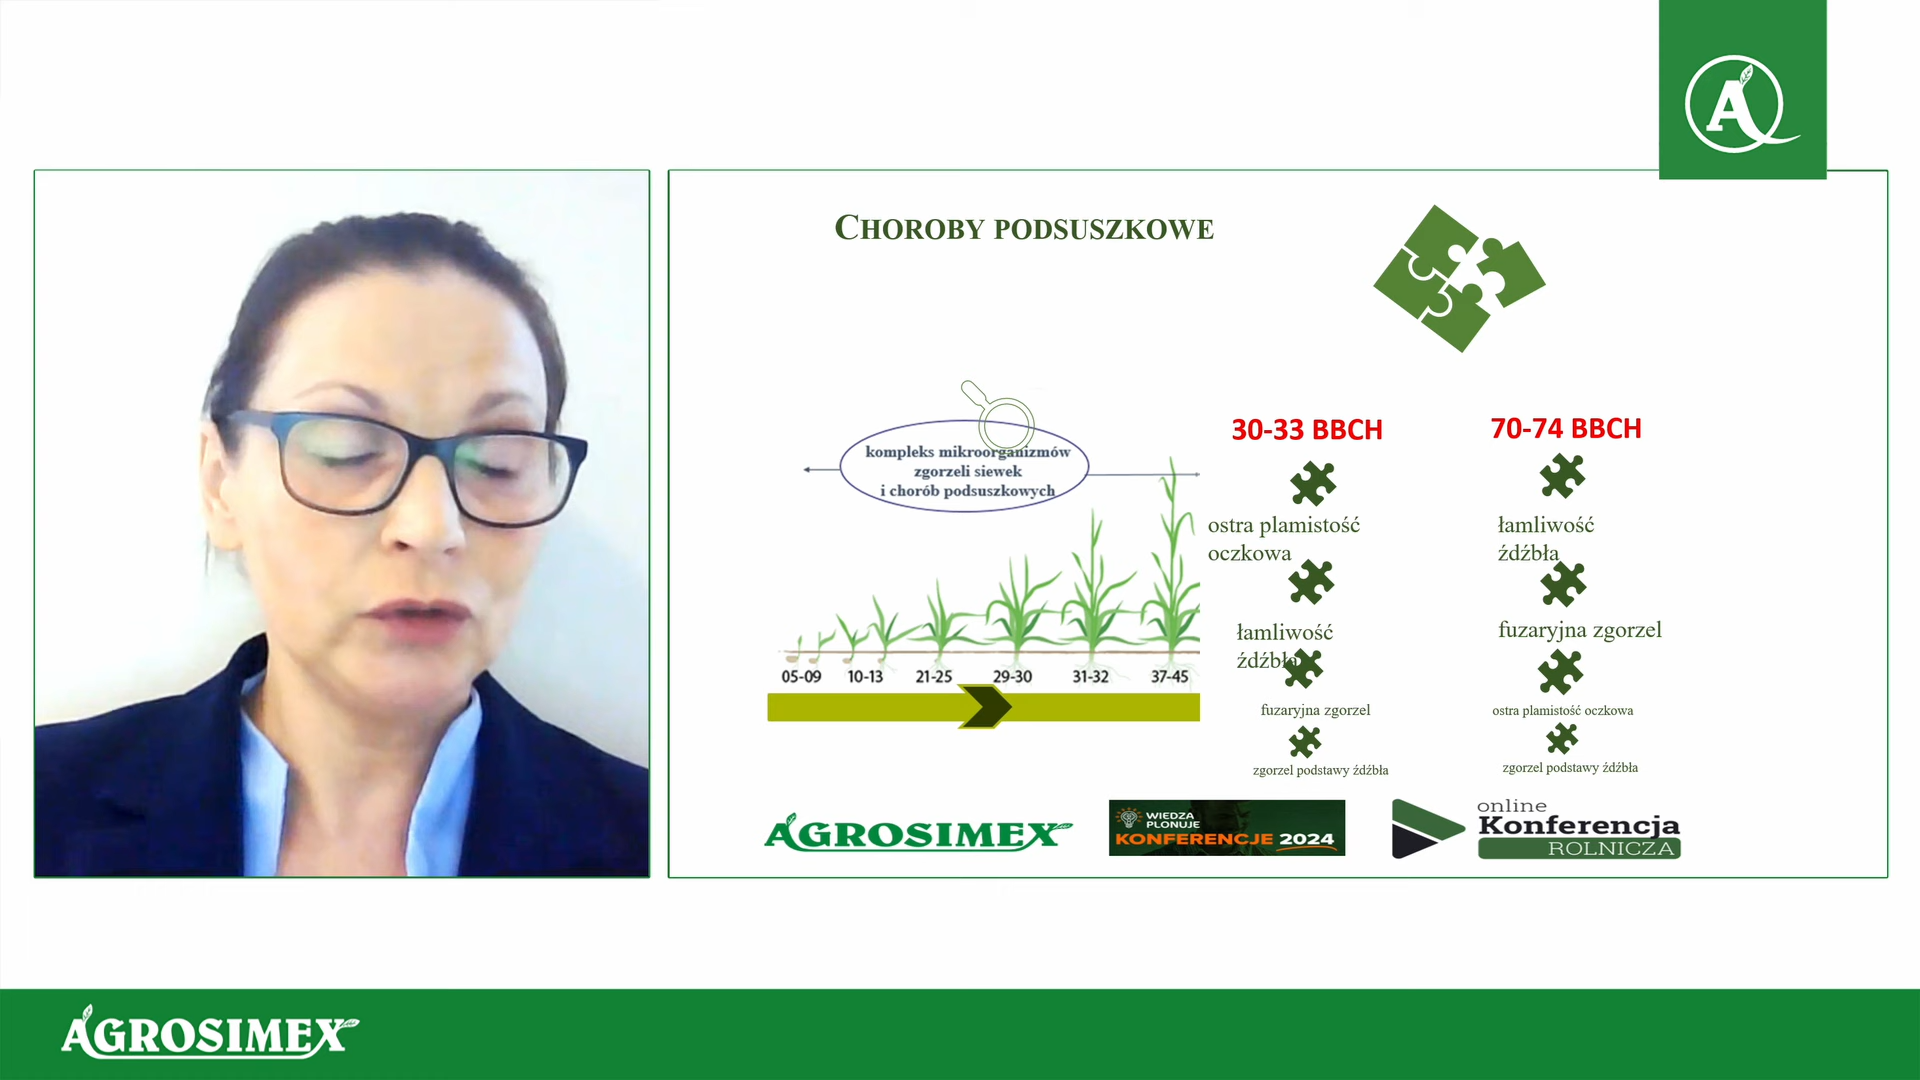 A
CHOROBY PODSUSZKOWE
kompleks mikroorganizmów
zgorzeli siewek
i chorób podsuszkowych
05-09 10-13 21-25 29-30 31-32 37-45
30-33 BBCH
ostra plamistość
oczkowa
łamliwość
źdźbła
fuzaryjna zgorzel
zgorzel podstawy źdźbła
70-74 BBCH
łamliwość
źdźbła
fuzaryjna zgorzel
ostra plamistość oczkowa
zgorzel podstawy źdźbła
AGROSIMEX
WIEDZA
PLONUJE
KONFERENCJE 2024
online
Konferencja
ROLNICZA
AGROSIMEX